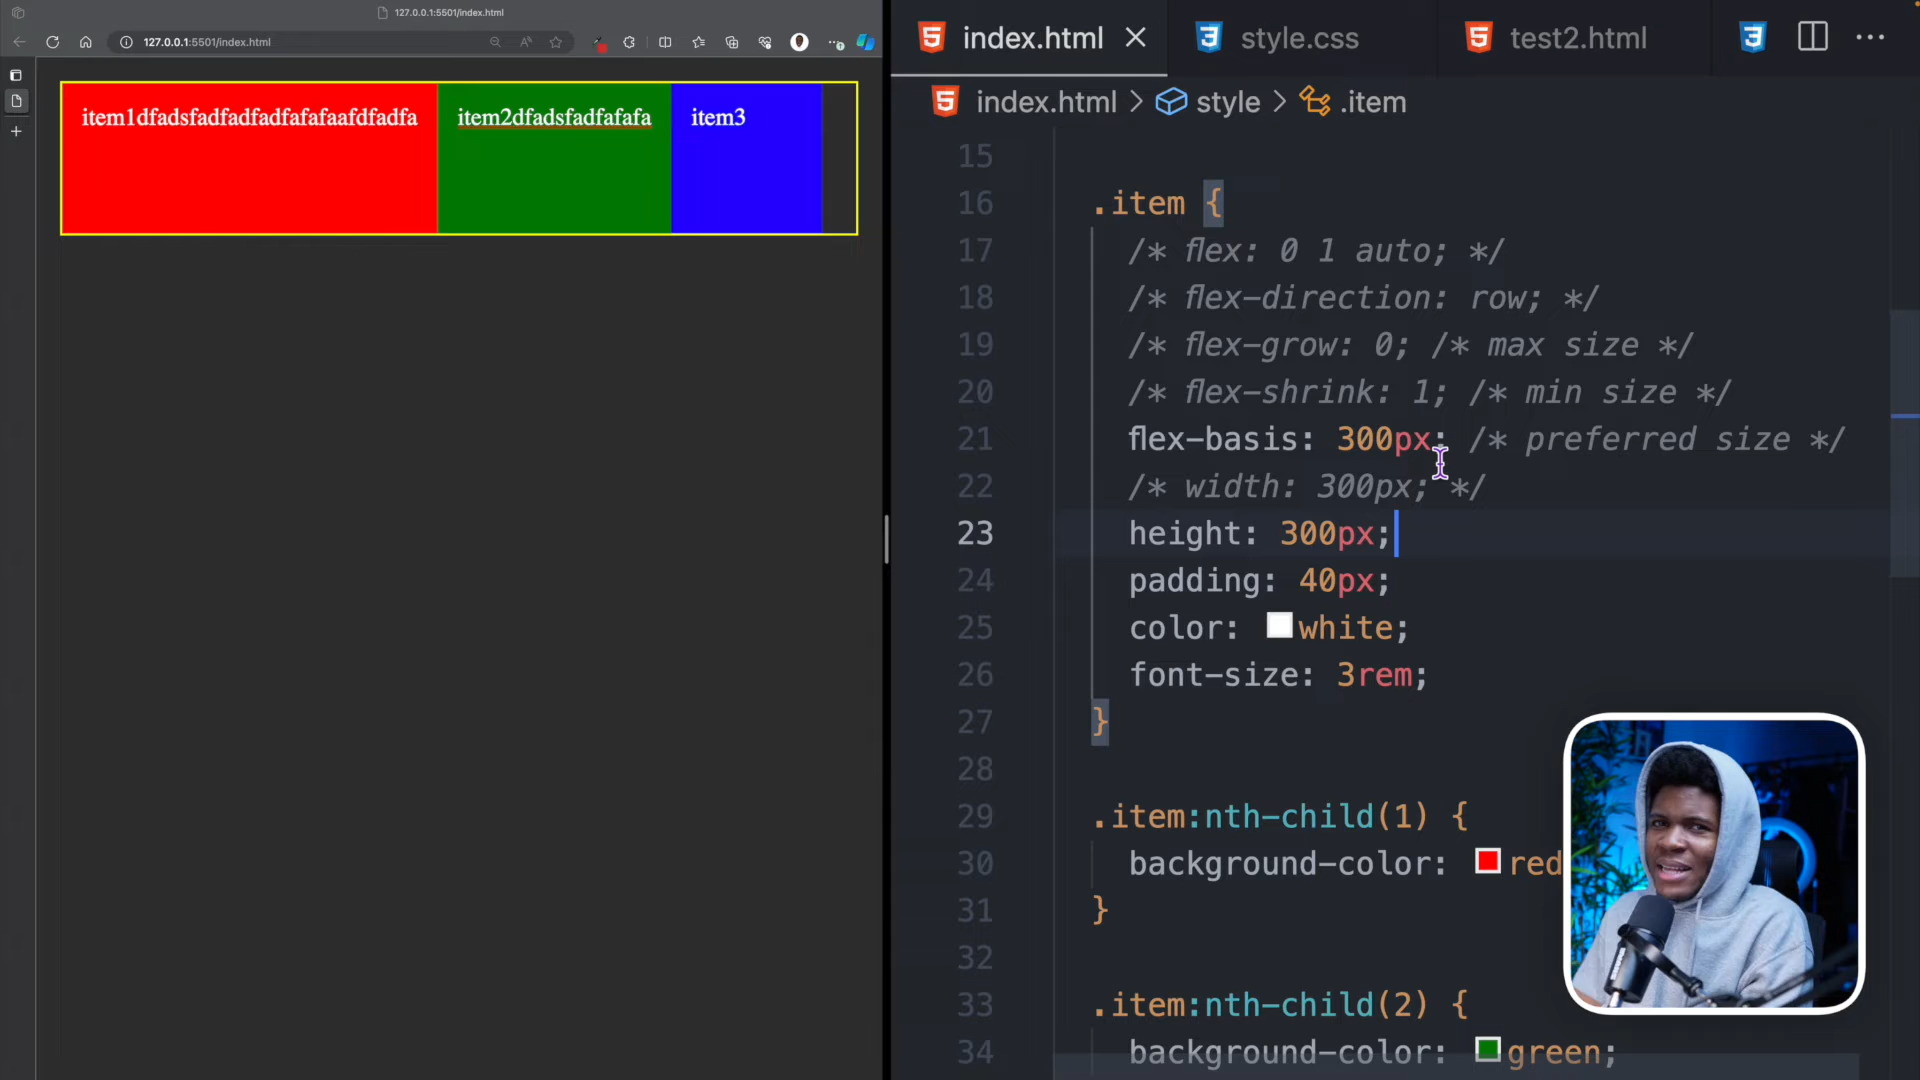 127.0.0.1:5501/index.html
127.0.0.1:5501/index.html
item1dfadsfadfadfadfafafaafdfadfa
item2dfadsfadfafafa
item3
index.html
style.css
test2.html
index.html > style > .item
15
16 .item {
17 /* flex: 0 1 auto; */
18 /* flex-direction: row; */
19 /* flex-grow: 0; /* max size */
20 /* flex-shrink: 1; /* min size */
21 flex-basis: 300px; /* preferred size */
22 /* width: 300px; */
23 height: 300px;
24 padding: 40px;
25 color: white;
26 font-size: 3rem;
27 }
28
29 .item:nth-child(1) {
30 background-color: red
31 }
32
33 .item:nth-child(2) {
34 background-color: green;